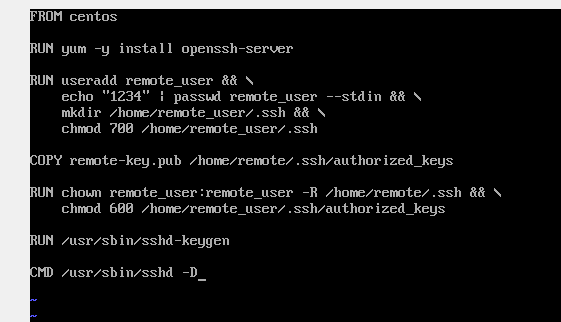 FROM centos
RUN yum -y install openssh-server
RUN useradd remote_user && \
echo "1234" | passwd remote_user --stdin && \
mkdir /home/remote_user/.ssh && \
chmod 700 /home/remote_user/.ssh
COPY remote-key.pub /home/remote/.ssh/authorized_keys
RUN chown remote_user:remote_user -R /home/remote/.ssh && \
chmod 600 /home/remote_user/.ssh/authorized_keys
RUN /usr/sbin/sshd-keygen
CMD /usr/sbin/sshd -D_
~
~